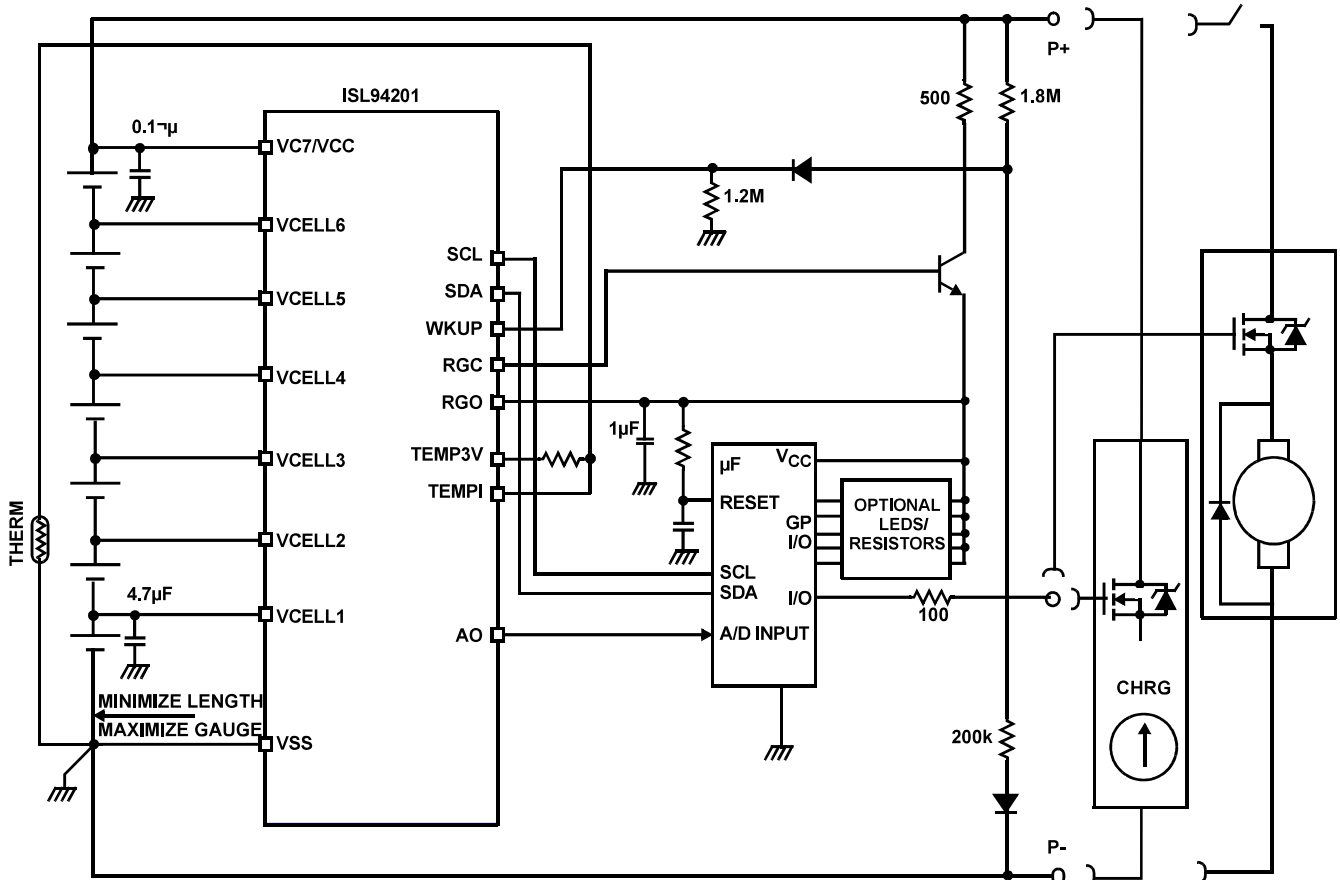 P+
ISL94201
500
1.8M
0.1¬µ
VC7/VCC
1.2M
VCELL6
SCL
SDA
VCELL5
WKUP
RGC
VCELL4
RGO
1µF
TEMP3V
VCELL3
µF
VCC
TEMPI
RESET
OPTIONAL
LEDS/
RESISTORS
GP
I/O
THERM
VCELL2
SCL
SDA
I/O
100
4.7µF
VCELL1
AO
A/D INPUT
CHRG
MINIMIZE LENGTH
MAXIMIZE GAUGE
VSS
200k
P-